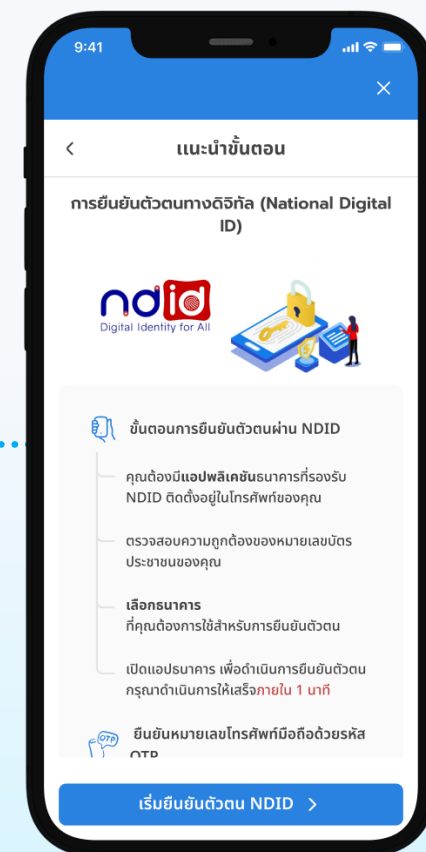 9:41
แนะนำขั้นตอน
การยืนยันตัวตนทางดิจิทัล (National Digital
ID)
ndid
Digital Identity for All
ขั้นตอนการยืนยันตัวตนผ่าน NDID
คุณต้องมีแอปพลิเคชันธนาคารที่รองรับ
NDID ติดตั้งอยู่ในโทรศัพท์ของคุณ
ตรวจสอบความถูกต้องของหมายเลขบัตร
ประชาชนของคุณ
เลือกธนาคาร
ที่คุณต้องการใช้สำหรับการยืนยันตัวตน
เปิดแอปธนาคาร เพื่อดำเนินการยืนยันตัวตน
กรุณาดำเนินการให้เสร็จภายใน 1 นาที
OTP
ยืนยันหมายเลขโทรศัพท์มือถือด้วยรหัส
OTP
เริ่มยืนยันตัวตน NDID